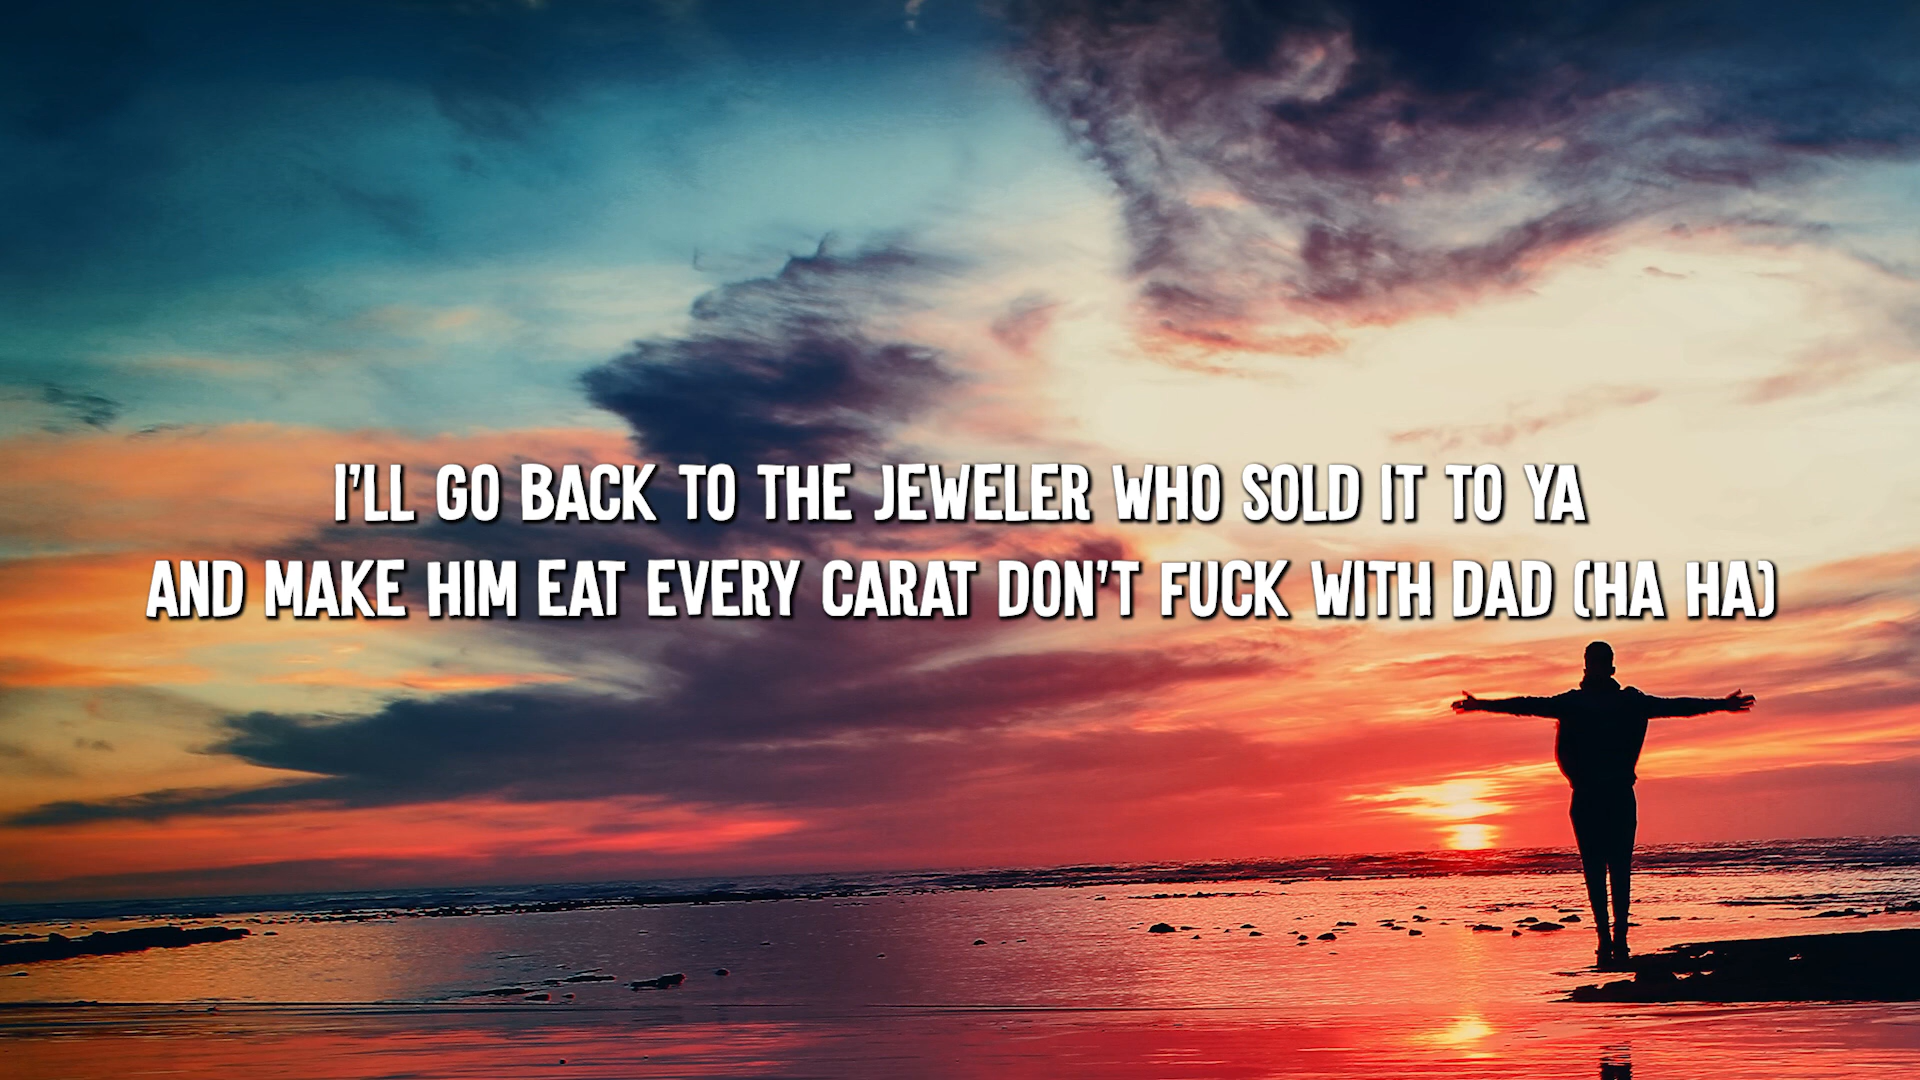 I'LL GO BACK TO THE JEWELER WHO SOLD IT TO YA
AND MAKE HIM EAT EVERY CARAT DON'T FUCK WITH DAD (HA HA)